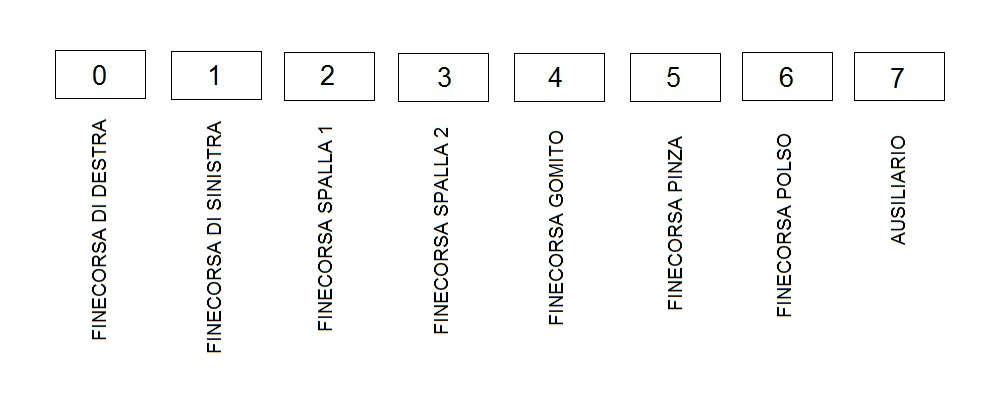 0 1 2 3 4 5 6 7
FINECORSA DI DESTRA
FINECORSA DI SINISTRA
FINECORSA SPALLA 1
FINECORSA SPALLA 2
FINECORSA GOMITO
FINECORSA PINZA
FINECORSA POLSO
AUSILIARIO